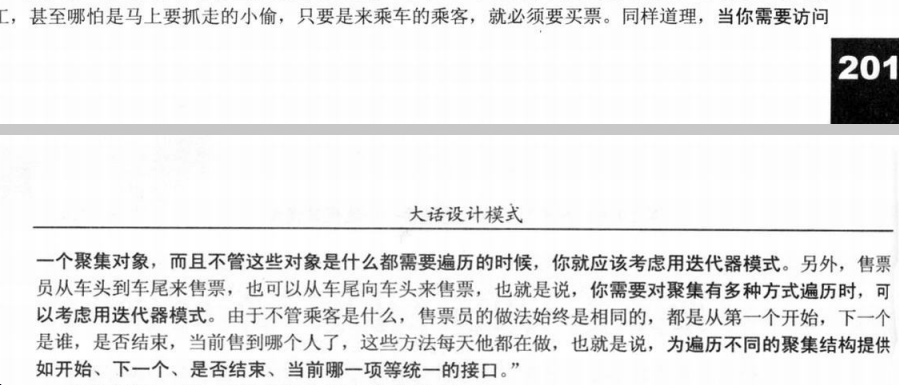 ，甚至哪怕是马上要抓走的小偷，只要是来乘车的乘客，就必须要买票。同样道理，当你需要访问
201
大话设计模式
一个聚集对象，而且不管这些对象是什么都需要遍历的时候，你就应该考虑用迭代器模式。另外，售票
员从车头到车尾来售票，也可以从车尾向车头来售票，也就是说，你需要对聚集有多种方式遍历时，可
以考虑用迭代器模式。由于不管乘客是什么，售票员的做法始终是相同的，都是从第一个开始，下一个
是谁，是否结束，当前售到哪个人了，这些方法每天他都在做，也就是说，为遍历不同的聚集结构提供
如开始、下一个、是否结束、当前哪一项等统一的接口。”